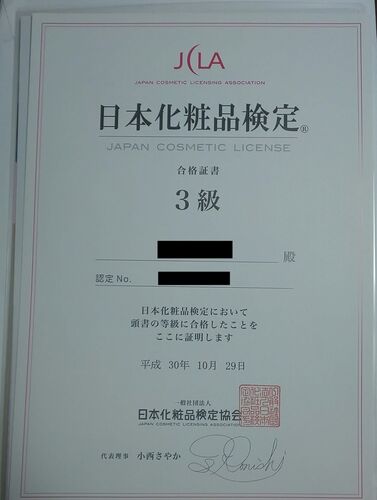 JCLA
JAPAN COSMETIC LICENSING ASSOCIATION
日本化粧品検定®
JAPAN COSMETIC LICENSE
合格証書
3級
殿
認定 No.
日本化粧品検定において
頭書の等級に合格したことを
ここに証明します
平成 30年 10月 29日
一般社団法人
日本化粧品検定協会
JAPAN COSMETIC LICENSING ASSOCIATION
代表理事 小西さやか